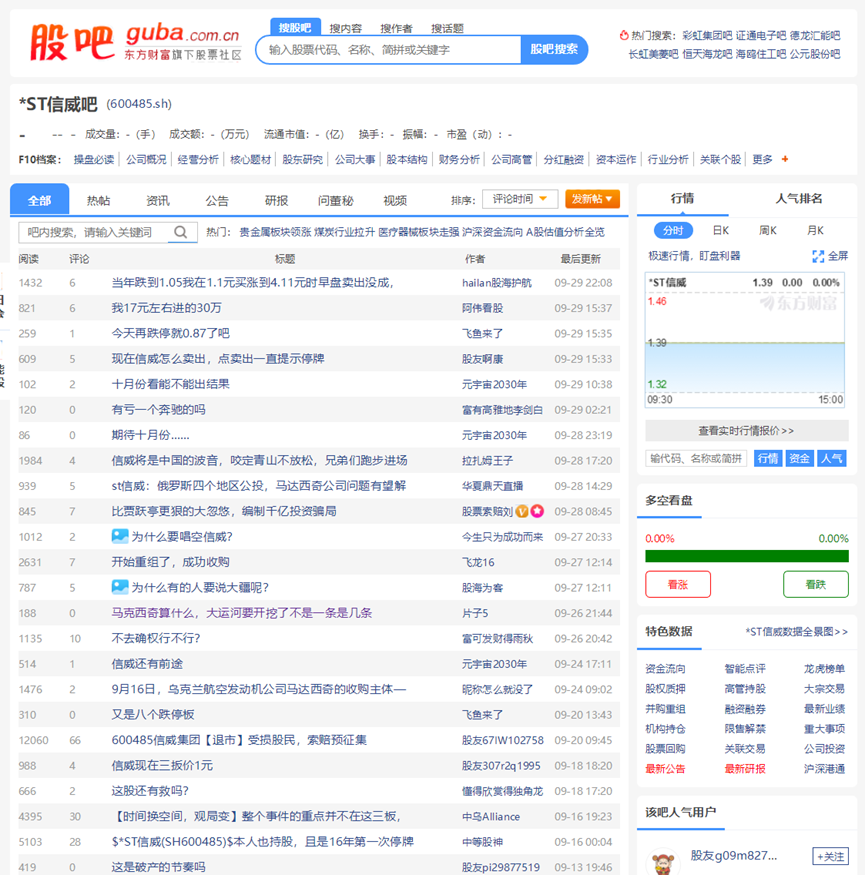 股吧 guba.com.cn
东方财富旗下股票社区
搜股吧 搜内容 搜作者 搜话题
输入股票代码、名称、简拼或关键字 股吧搜索
热门搜索: 彩虹集团吧 证通电子吧 德龙汇能吧
长虹美菱吧 恒天海龙吧 海鸥住工吧 公元股份吧
*ST信威吧 (600485.sh)
- -- - 成交量: - (手) 成交额: - (万元) 流通市值: - (亿) 换手: - 振幅: - 市盈 (动) : -
F10档案: 操盘必读 公司概况 经营分析 核心题材 股东研究 公司大事 股本结构 财务分析 公司高管 分红融资 资本运作 行业分析 关联个股 更多 +
全部 热帖 资讯 公告 研报 问董秘 视频 排序: 评论时间 发新帖
吧内搜索，请输入关键词 热门: 贵金属板块领涨 煤炭行业拉升 医疗器械板块走强 沪深资金流向 A股估值分析全览
阅读 评论 标题 作者 最后更新
1432 6 当年跌到1.05我在1.1元买涨到4.11元时早盘卖出没成， hailan股海护航 09-29 22:08
821 6 我17元左右进的30万 阿伟看股 09-29 15:37
259 1 今天再跌停就0.87了吧 飞鱼来了 09-29 15:35
609 5 现在信威怎么卖出，点卖出一直提示停牌 股友啊康 09-29 15:33
102 2 十月份看能不能出结果 元宇宙2030年 09-29 10:38
120 0 有亏一个奔驰的吗 富有高雅地李剑白 09-29 02:21
86 0 期待十月份...... 元宇宙2030年 09-28 23:19
1984 4 信威将是中国的波音，咬定青山不放松，兄弟们跑步进场 拉扎姆王子 09-28 17:20
939 5 st信威：俄罗斯四个地区公投，马达西奇公司问题有望解 华夏鼎天直播 09-28 14:29
845 7 比贾跃亭更狠的大忽悠，编制千亿投资骗局 股票索赔刘 09-28 08:45
1012 2 为什么要唱空信威? 今生只为成功而来 09-27 20:33
2631 7 开始重组了，成功收购 飞龙16 09-27 12:14
787 5 为什么有的人要说大疆呢? 股海为客 09-27 12:11
188 0 马克西奇算什么，大运河要开挖了不是一条是几条 片子5 09-26 21:44
1135 10 不去确权行不行? 富可发财得雨秋 09-26 20:42
514 1 信威还有前途 元宇宙2030年 09-24 17:11
1476 2 9月16日，乌克兰航空发动机公司马达西奇的收购主体一 昵称怎么就没了 09-24 09:02
310 0 又是八个跌停板 飞鱼来了 09-20 13:43
12060 66 600485信威集团【退市】受损股民，索赔预征集 股友67lW102758 09-20 09:45
988 4 信威现在三扳价1元 股友307r2q1995 09-18 18:20
666 2 这股还有救吗? 懂得欣赏得独角龙 09-18 17:20
4395 30 【时间换空间，观局变】整个事件的重点并不在这三板， 中鸟Alliance 09-16 19:23
5103 28 $*ST信威(SH600485)$本人也持股，且是16年第一次停牌 中等股神 09-16 00:04
419 0 这是破产的节奏吗 股友pi29877519 09-13 19:46
行情 人气排名
分时 日K 周K 月K
极速行情，盯盘利器 全屏
*ST信威 1.39 0.00 0.00%
1.46
东方财富
1.39
1.32
09:30 15:00
查看实时行情报价>>
输代码、名称或简拼 行情 资金 人气
多空看盘
0.00% 0.00%
看涨 看跌
特色数据 *ST信威数据全景图>>
资金流向 智能点评 龙虎榜单
股权质押 高管持股 大宗交易
并购重组 融资融券 最新业绩
机构持仓 限售解禁 重大事项
股票回购 关联交易 公司投资
最新公告 最新研报 沪深港通
该吧人气用户
股友g09m827... +关注